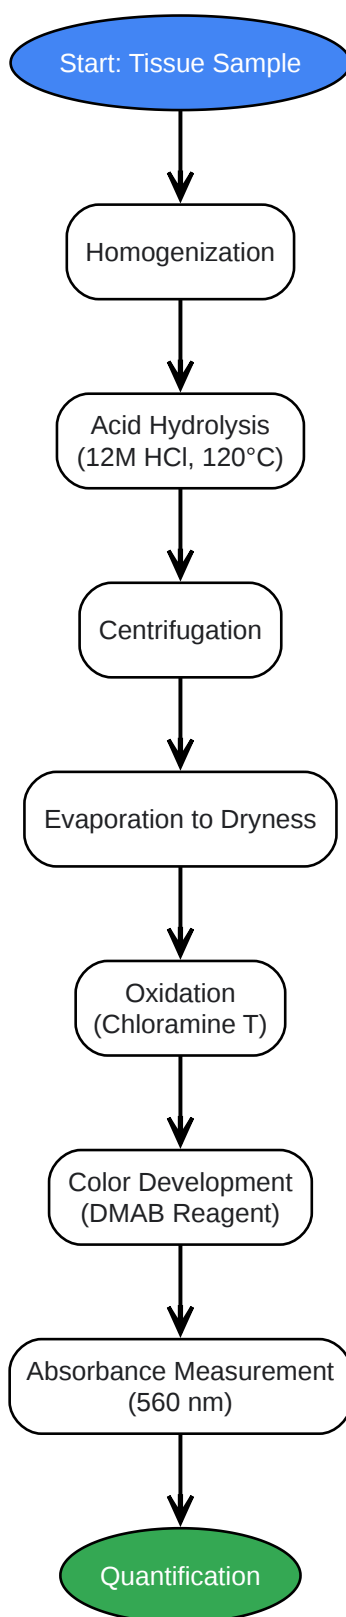 Start: Tissue Sample
Homogenization
Acid Hydrolysis
(12M HCl, 120°C)
Centrifugation
Evaporation to Dryness
Oxidation
(Chloramine T)
Color Development
(DMAB Reagent)
Absorbance Measurement
(560 nm)
Quantification